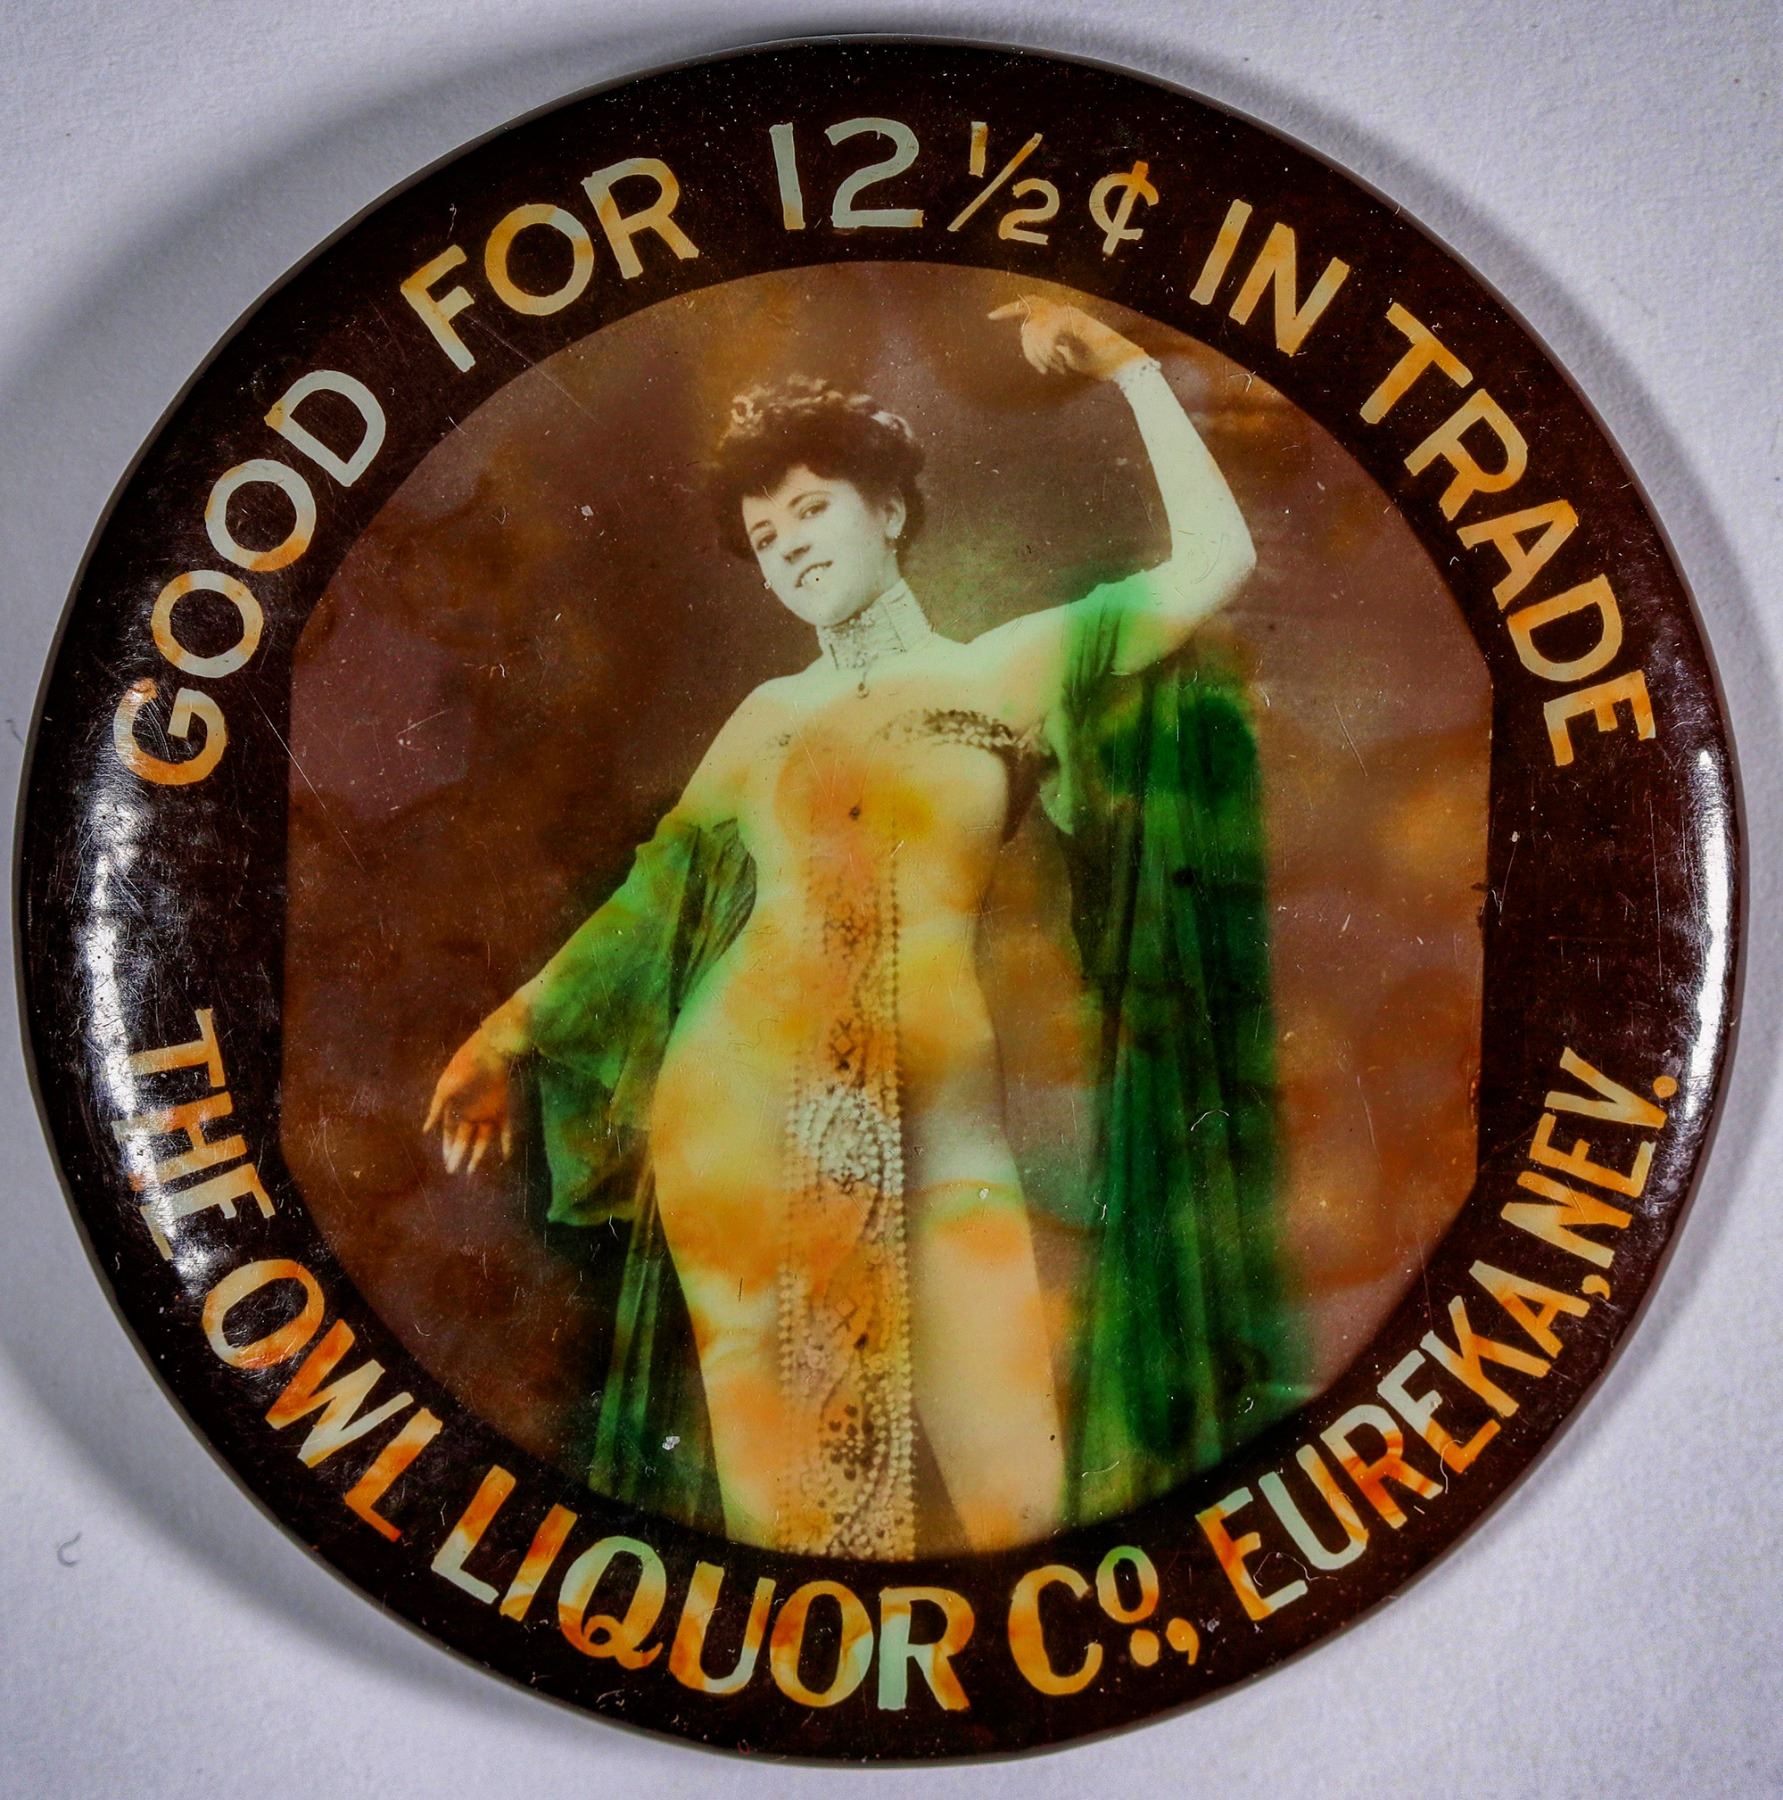 GOOD FOR 12½¢ IN TRADE
THE OWL LIQUOR Co., EUREKA, NEV.